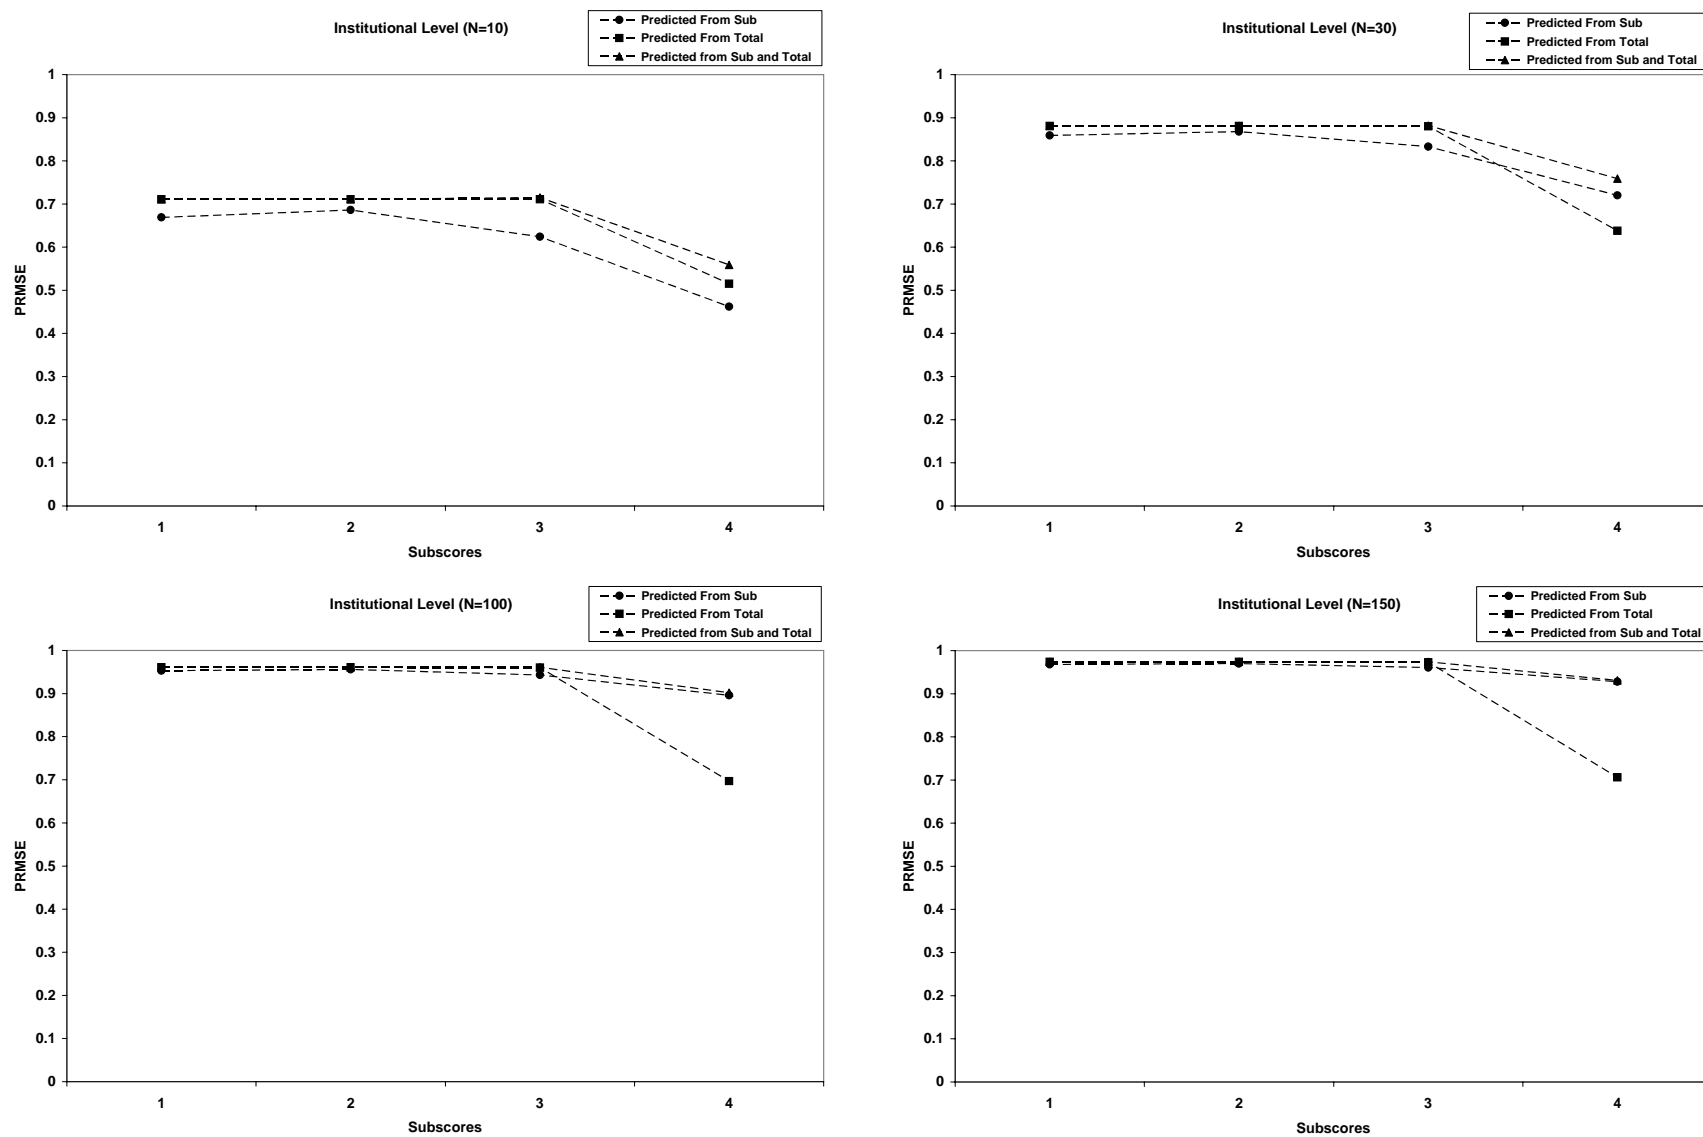 Institutional Level (N=10)
Predicted From Sub
Predicted From Total
Predicted from Sub and Total
1
0.9
0.8
0.7
0.6
0.5
0.4
0.3
0.2
0.1
0
PRMSE
1 2 3 4
Subscores
Institutional Level (N=30)
Predicted From Sub
Predicted From Total
Predicted from Sub and Total
1
0.9
0.8
0.7
0.6
0.5
0.4
0.3
0.2
0.1
0
PRMSE
1 2 3 4
Subscores
Institutional Level (N=100)
Predicted From Sub
Predicted From Total
Predicted from Sub and Total
1
0.9
0.8
0.7
0.6
0.5
0.4
0.3
0.2
0.1
0
PRMSE
1 2 3 4
Subscores
Institutional Level (N=150)
Predicted From Sub
Predicted From Total
Predicted from Sub and Total
1
0.9
0.8
0.7
0.6
0.5
0.4
0.3
0.2
0.1
0
PRMSE
1 2 3 4
Subscores